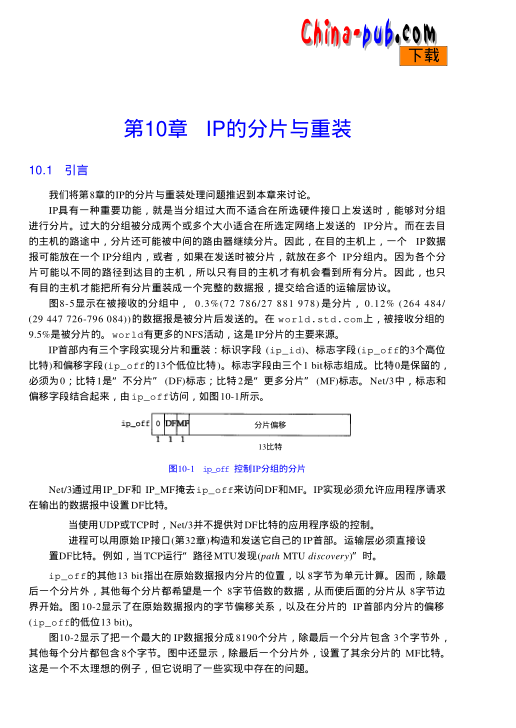 China-pub.com
下载
第10章 IP的分片与重装
10.1 引言
我们将第8章的IP的分片与重装处理问题推迟到本章来讨论。
IP具有一种重要功能，就是当分组过大而不适合在所选硬件接口上发送时，能够对分组
进行分片。过大的分组被分成两个或多个大小适合在所选定网络上发送的 IP分片。而在去目
的主机的路途中，分片还可能被中间的路由器继续分片。因此，在目的主机上，一个 IP数据
报可能放在一个IP分组内，或者，如果在发送时被分片，就放在多个 IP分组内。因为各个分
片可能以不同的路径到达目的主机，所以只有目的主机才有机会看到所有分片。因此，也只
有目的主机才能把所有分片重装成一个完整的数据报，提交给合适的运输层协议。
图8-5显示在被接收的分组中， 0.3%(72 786/27 881 978)是分片，0.12% (264 484/
(29 447 726-796 084))的数据报是被分片后发送的。在 world.std.com上，被接收分组的
9.5%是被分片的。world有更多的NFS活动，这是IP分片的主要来源。
IP首部内有三个字段实现分片和重装：标识字段 (ip_id)、标志字段(ip_off的3个高位
比特)和偏移字段(ip_off的13个低位比特)。标志字段由三个1 bit标志组成。比特0是保留的，
必须为0；比特1是”不分片” (DF)标志；比特2是”更多分片” (MF)标志。Net/3中，标志和
偏移字段结合起来，由ip_off访问，如图10-1所示。
ip_off 0 DF MF 分片偏移
1 1 1 13比特
图10-1 ip_off 控制IP分组的分片
Net/3通过用IP_DF和 IP_MF掩去ip_off来访问DF和MF。IP实现必须允许应用程序请求
在输出的数据报中设置DF比特。
当使用UDP或TCP时，Net/3并不提供对DF比特的应用程序级的控制。
进程可以用原始IP接口(第32章)构造和发送它自己的IP首部。运输层必须直接设
置DF比特。例如，当TCP运行”路径MTU发现(path MTU discovery)”时。
ip_off的其他13 bit指出在原始数据报内分片的位置，以8字节为单元计算。因而，除最
后一个分片外，其他每个分片都希望是一个 8字节倍数的数据，从而使后面的分片从 8字节边
界开始。图10-2显示了在原始数据报内的字节偏移关系，以及在分片的 IP首部内分片的偏移
(ip_off的低位13 bit)。
图10-2显示了把一个最大的IP数据报分成8190个分片，除最后一个分片包含 3个字节外，
其他每个分片都包含8个字节。图中还显示，除最后一个分片外，设置了其余分片的 MF比特。
这是一个不太理想的例子，但它说明了一些实现中存在的问题。